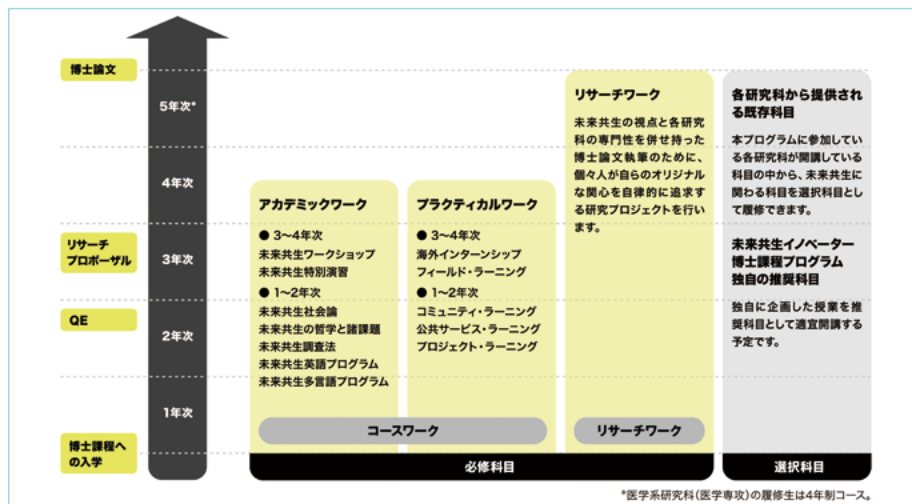 博士論文
5年次*
4年次
リサーチ
プロポーザル
3年次
QE
2年次
1年次
博士課程へ
の入学
アカデミックワーク
● 3〜4年次
未来共生ワークショップ
未来共生特別演習
● 1〜2年次
未来共生社会論
未来共生の哲学と諸課題
未来共生調査法
未来共生英語プログラム
未来共生多言語プログラム
プラクティカルワーク
● 3〜4年次
海外インターンシップ
フィールド・ラーニング
● 1〜2年次
コミュニティ・ラーニング
公共サービス・ラーニング
プロジェクト・ラーニング
コースワーク
リサーチワーク
未来共生の視点と各研究
科の専門性を併せ持った
博士論文執筆のために、
個々人が自らのオリジナル
な関心を自律的に追求す
る研究プロジェクトを行い
ます。
リサーチワーク
必修科目
各研究科から提供され
る既存科目
本プログラムに参加してい
る各研究科が開講している
科目の中から、未来共生に
関わる科目を選択科目とし
て履修できます。
未来共生イノベーター
博士課程プログラム
独自の推奨科目
独自に企画した授業を推
奨科目として適宜開講する
予定です。
選択科目
*医学系研究科(医学専攻)の履修生は4年制コース。